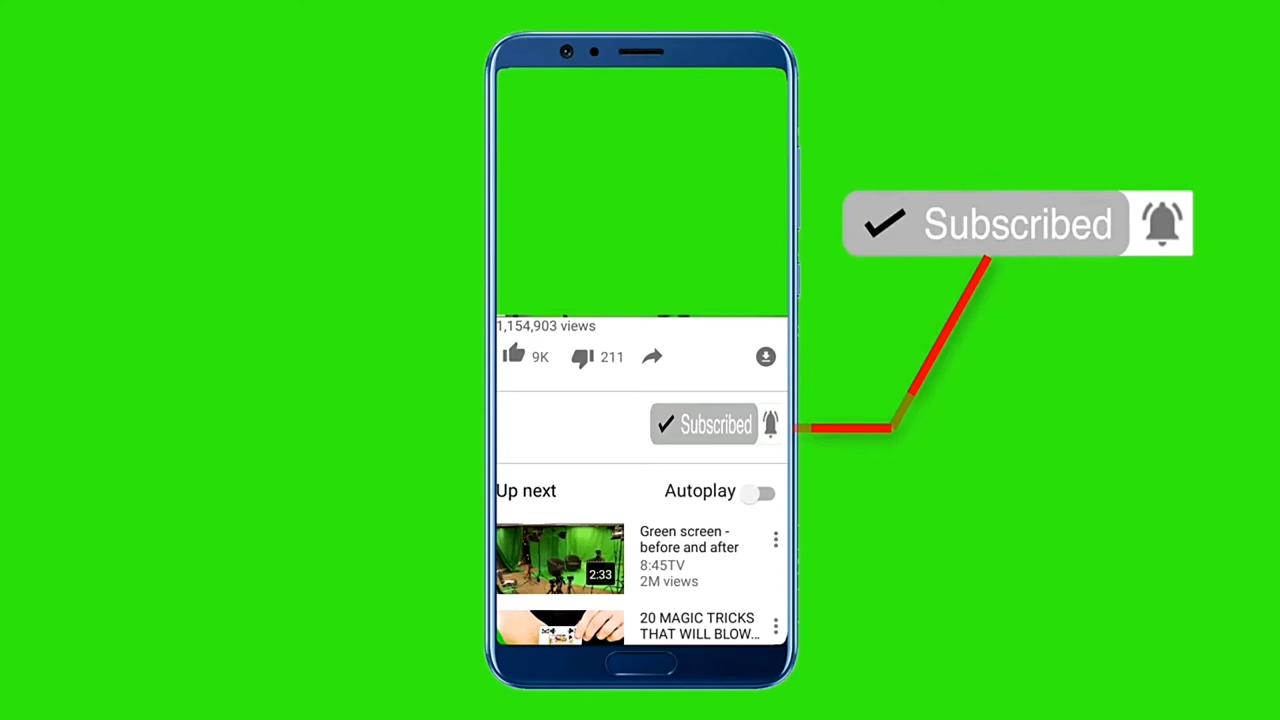 1,154,903 views
9K 211
Subscribed
Subscribed
Up next Autoplay
Green screen -
before and after
8:45TV
2M views
2:33
20 MAGIC TRICKS
THAT WILL BLOW...